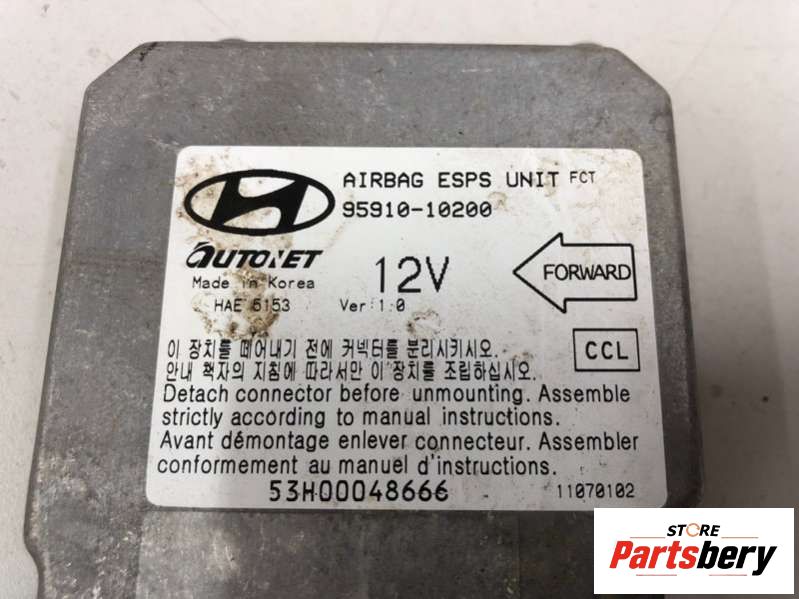 AIRBAG ESPS UNIT FCT
95910-10200
AUTONET
Made in Korea
12V
FORWARD
HAE 5153
Ver:1.0
이 장치를 떼어내기 전에 커넥터를 분리시키시오.
안내 책자의 지침에 따라서만 이 장치를 조립하십시오.
CCL
Detach connector before unmounting. Assemble
strictly according to manual instructions.
Avant démontage enlever connecteur. Assembler
conformement au manuel d'instructions.
53H00048666
11070102
STORE
Partsbery